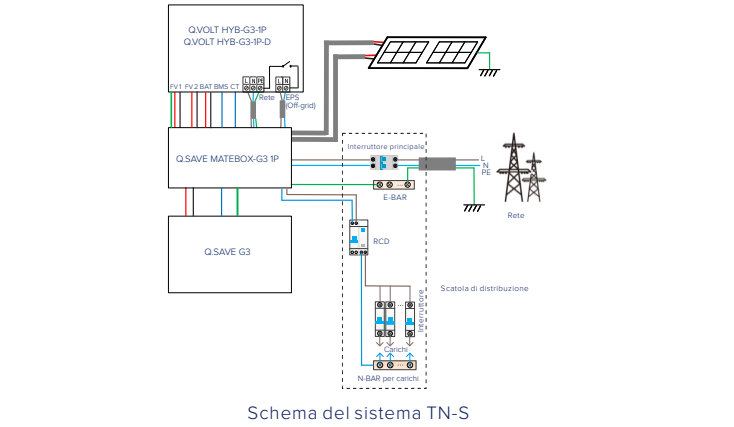 Q.VOLT HYB-G3-1P
Q.VOLT HYB-G3-1P-D
L N PE
L N
FV1 FV2 BAT BMS CT
Rete
EPS
(Off-grid)
Interruttore principale
Q.SAVE MATEBOX-G3 1P
L
N
PE
E-BAR
Rete
RCD
Q.SAVE G3
Scatola di distribuzione
Interruttore
Carichi
N-BAR per carichi
Schema del sistema TN-S